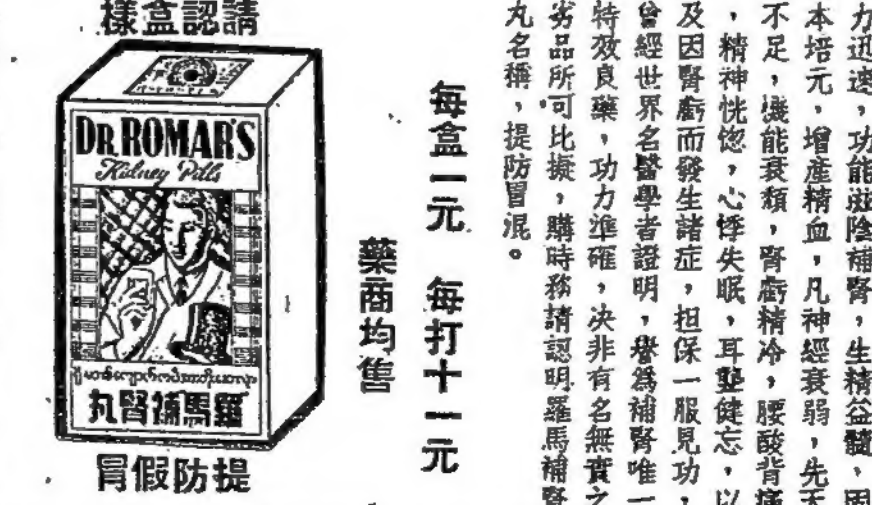 力迅速，功能滋陰補腎，生精益髓，固
本培元，增產精血，凡神經衰弱，先天
不足，機能衰頹，腎虧精冷，腰酸背痛
，精神恍惚，心悸失眠，耳聾健忘，以
及因腎虧而發生諸症，担保一服見功，
曾經世界名醫學者證明，譽爲補腎唯一
特效良藥，功力準確，决非有名無實之
劣品所可比擬，購時務請認明羅馬補腎
丸名稱，提防冒混。
每盒一元　每打十一元
藥商均售
樣盒認請
DR. ROMAR'S
Kidney Pills
丸腎補馬羅
冒假防提